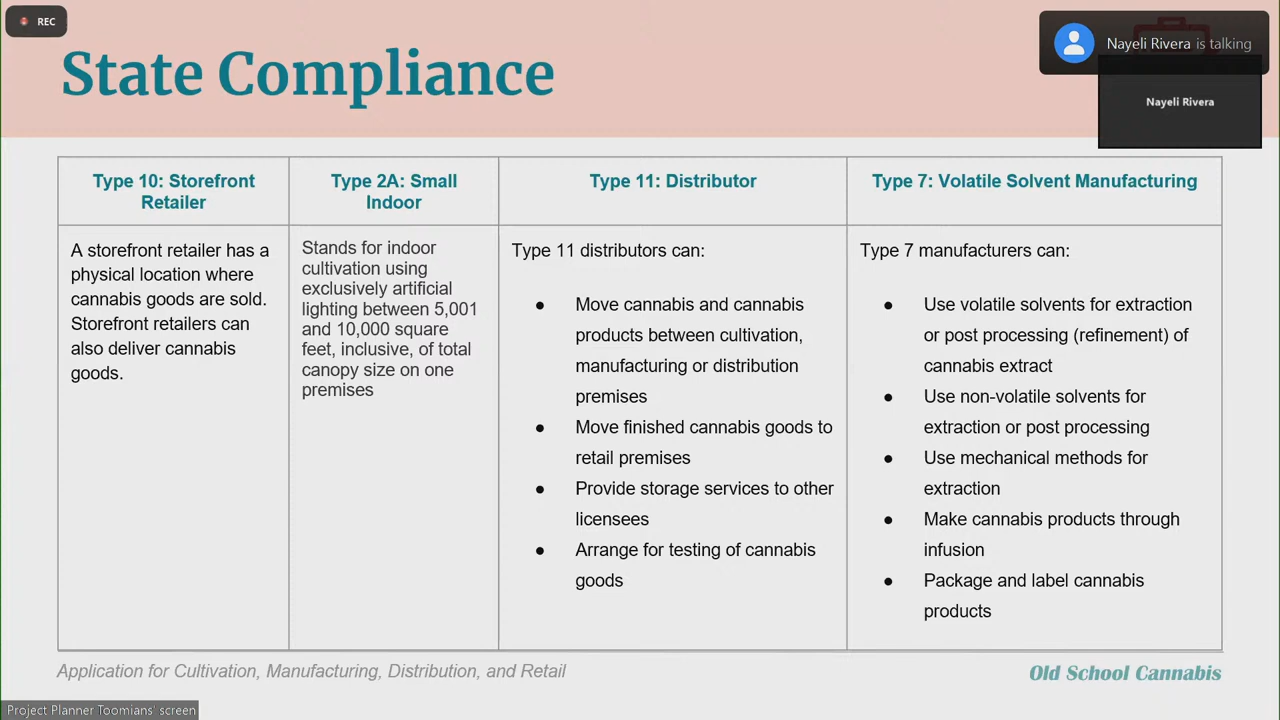 REC
State Compliance
Nayeli Rivera is talking
Nayeli Rivera
Type 10: Storefront
Retailer
Type 2A: Small
Indoor
Type 11: Distributor
Type 7: Volatile Solvent Manufacturing
A storefront retailer has a
physical location where
cannabis goods are sold.
Storefront retailers can
also deliver cannabis
goods.
Stands for indoor
cultivation using
exclusively artificial
lighting between 5,001
and 10,000 square
feet, inclusive, of total
canopy size on one
premises
Type 11 distributors can:
● Move cannabis and cannabis
products between cultivation,
manufacturing or distribution
premises
● Move finished cannabis goods to
retail premises
● Provide storage services to other
licensees
● Arrange for testing of cannabis
goods
Type 7 manufacturers can:
● Use volatile solvents for extraction
or post processing (refinement) of
cannabis extract
● Use non-volatile solvents for
extraction or post processing
● Use mechanical methods for
extraction
● Make cannabis products through
infusion
● Package and label cannabis
products
Application for Cultivation, Manufacturing, Distribution, and Retail
Old School Cannabis
Project Planner Toomians' screen